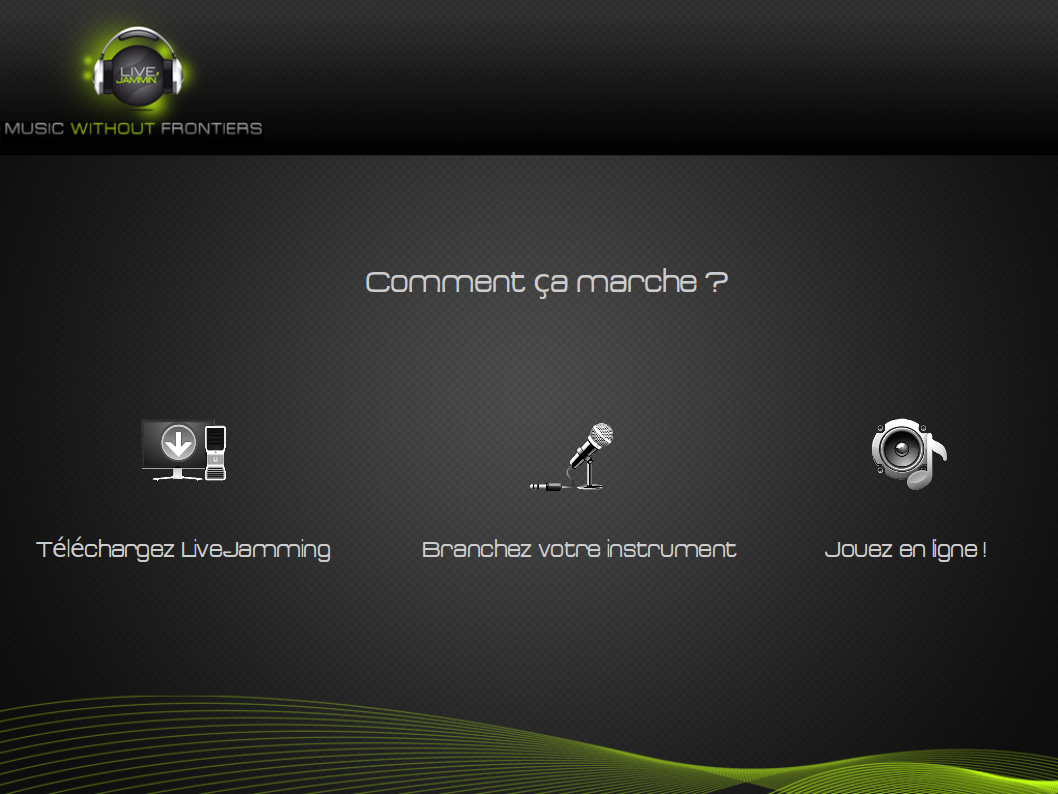 LIVE
JAMMIN'
MUSIC WITHOUT FRONTIERS
Comment ça marche ?
Téléchargez LiveJamming
Branchez votre instrument
Jouez en ligne !